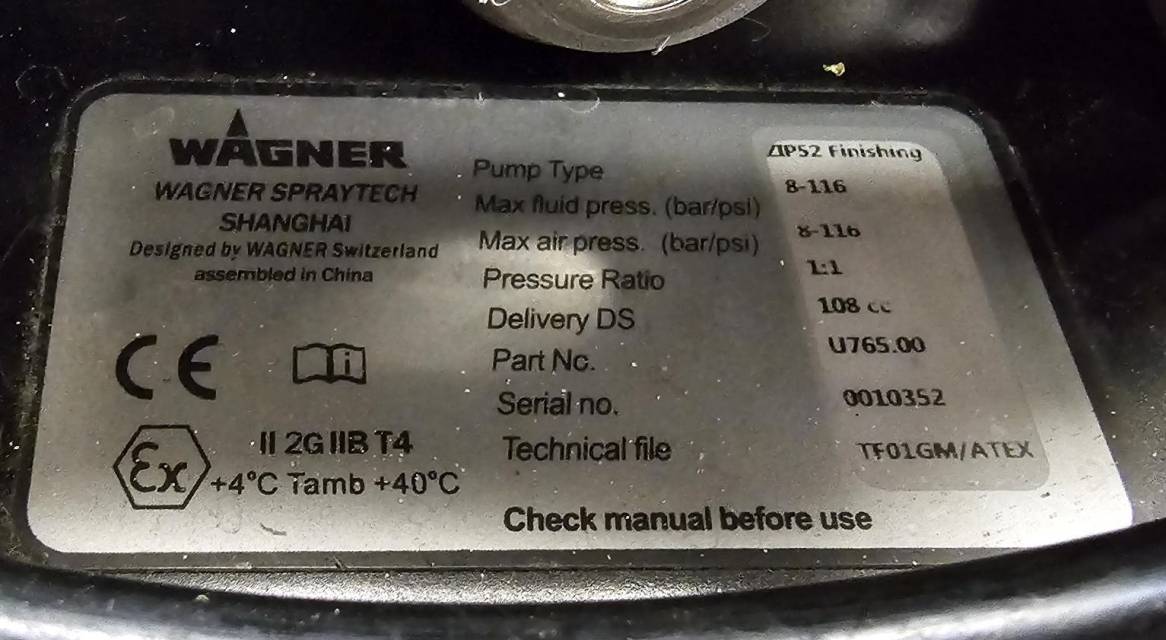 WAGNER
WAGNER SPRAYTECH
SHANGHAI
Designed by WAGNER Switzerland
assembled in China
CE
Ex
II 2G IIB T4
+4°C Tamb +40°C
Pump Type ZIP52 Finishing
Max fluid press. (bar/psi) 8-116
Max air press. (bar/psi) 8-116
Pressure Ratio 1:1
Delivery DS 108 cc
Part No. U765.00
Serial no. 0010352
Technical file TF01GM/ATEX
Check manual before use